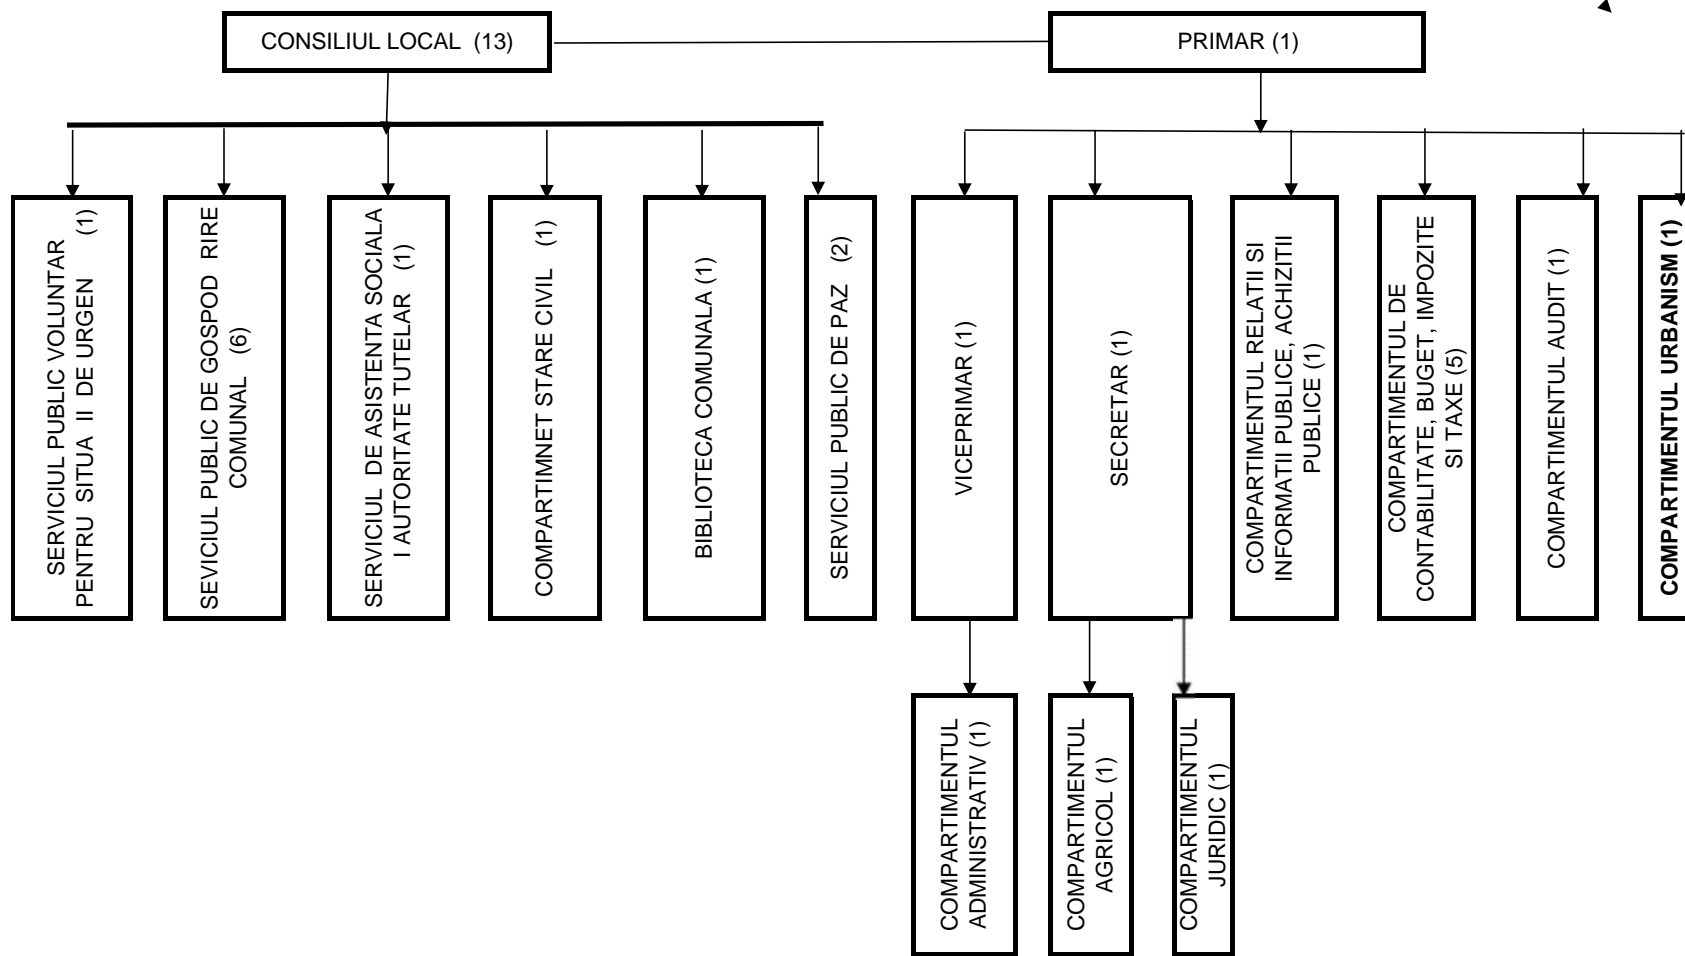 CONSILIUL LOCAL (13)
PRIMAR (1)
SERVICIUL PUBLIC VOLUNTAR
PENTRU SITUA II DE URGEN (1)
SEVICIUL PUBLIC DE GOSPOD RIRE
COMUNAL (6)
SERVICIUL DE ASISTENTA SOCIALA
I AUTORITATE TUTELAR (1)
COMPARTIMNET STARE CIVIL (1)
BIBLIOTECA COMUNALA (1)
SERVICIUL PUBLIC DE PAZ (2)
VICEPRIMAR (1)
SECRETAR (1)
COMPARTIMENTUL RELATII SI
INFORMATII PUBLICE, ACHIZITII
PUBLICE (1)
COMPARTIMENTUL DE
CONTABILITATE, BUGET, IMPOZITE
SI TAXE (5)
COMPARTIMENTUL AUDIT (1)
COMPARTIMENTUL URBANISM (1)
COMPARTIMENTUL
ADMINISTRATIV (1)
COMPARTIMENTUL
AGRICOL (1)
COMPARTIMENTUL
JURIDIC (1)